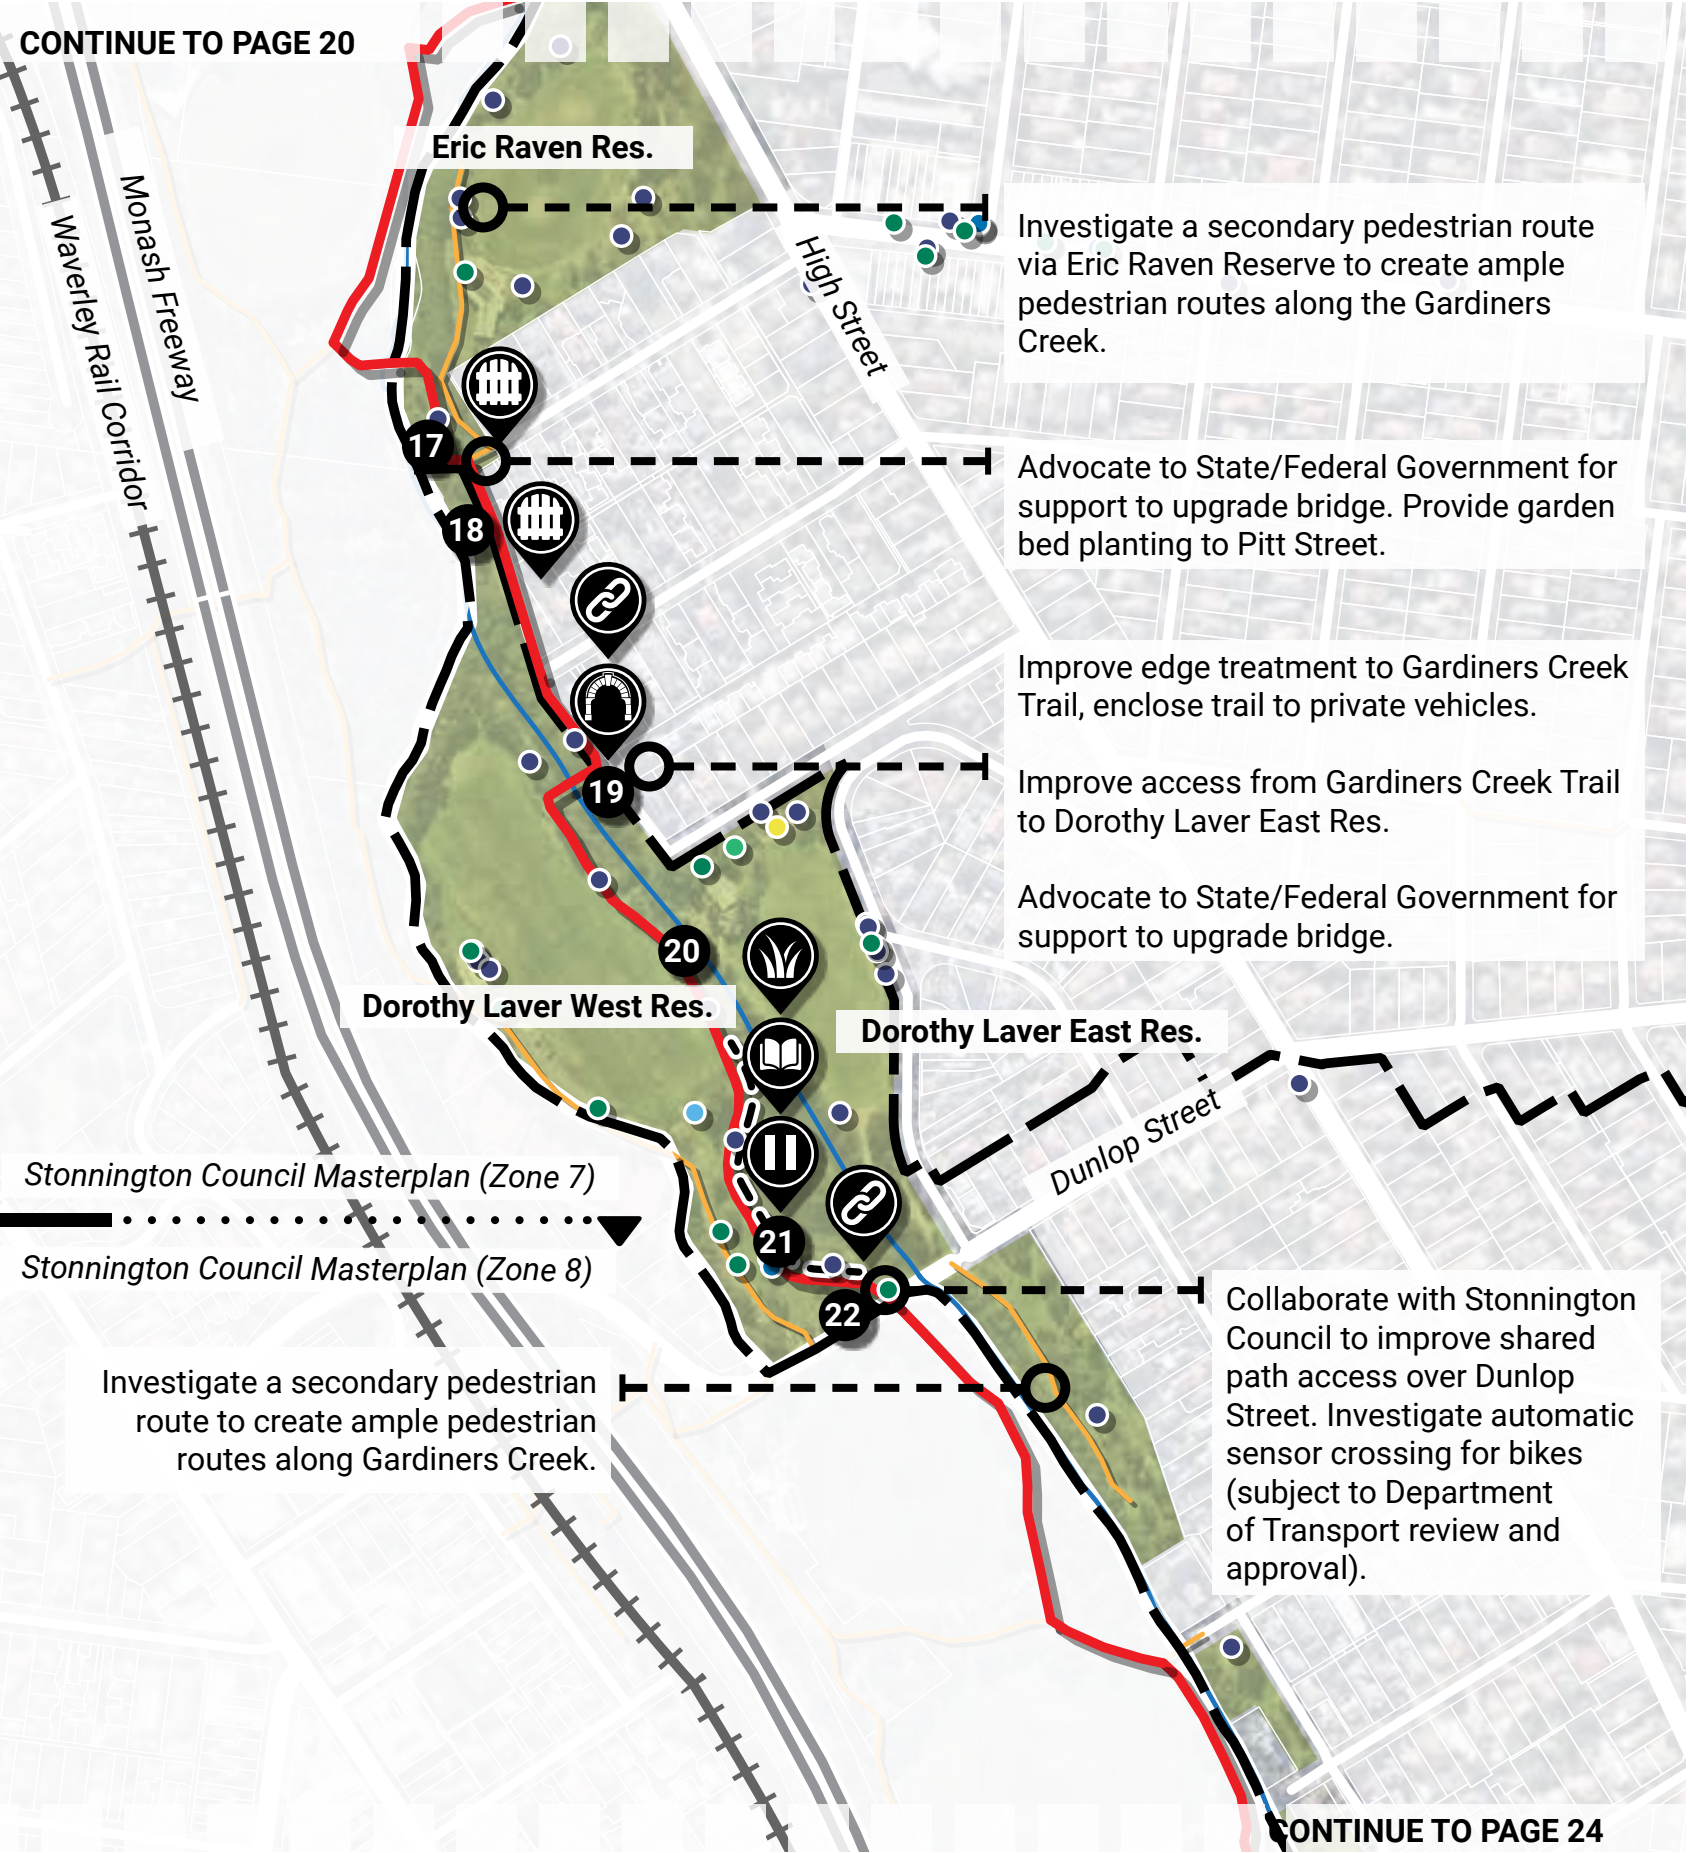 CONTINUE TO PAGE 20
Eric Raven Res.
Monash Freeway
Waverley Rail Corridor
High Street
Investigate a secondary pedestrian route
via Eric Raven Reserve to create ample
pedestrian routes along the Gardiners
Creek.
17
Advocate to State/Federal Government for
support to upgrade bridge. Provide garden
bed planting to Pitt Street.
18
Improve edge treatment to Gardiners Creek
Trail, enclose trail to private vehicles.
19
Improve access from Gardiners Creek Trail
to Dorothy Laver East Res.
Advocate to State/Federal Government for
support to upgrade bridge.
20
Dorothy Laver West Res.
Dorothy Laver East Res.
Dunlop Street
Stonnington Council Masterplan (Zone 7)
Stonnington Council Masterplan (Zone 8)
21
22
Collaborate with Stonnington
Council to improve shared
path access over Dunlop
Street. Investigate automatic
sensor crossing for bikes
(subject to Department
of Transport review and
approval).
Investigate a secondary pedestrian
route to create ample pedestrian
routes along Gardiners Creek.
CONTINUE TO PAGE 24